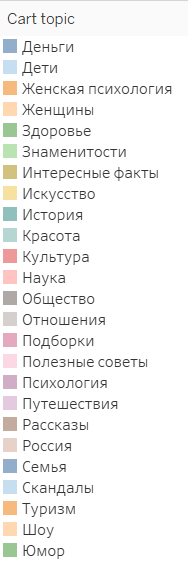 Cart topic
Деньги
Дети
Женская психология
Женщины
Здоровье
Знаменитости
Интересные факты
Искусство
История
Красота
Культура
Наука
Общество
Отношения
Подборки
Полезные советы
Психология
Путешествия
Рассказы
Россия
Семья
Скандалы
Туризм
Шоу
Юмор